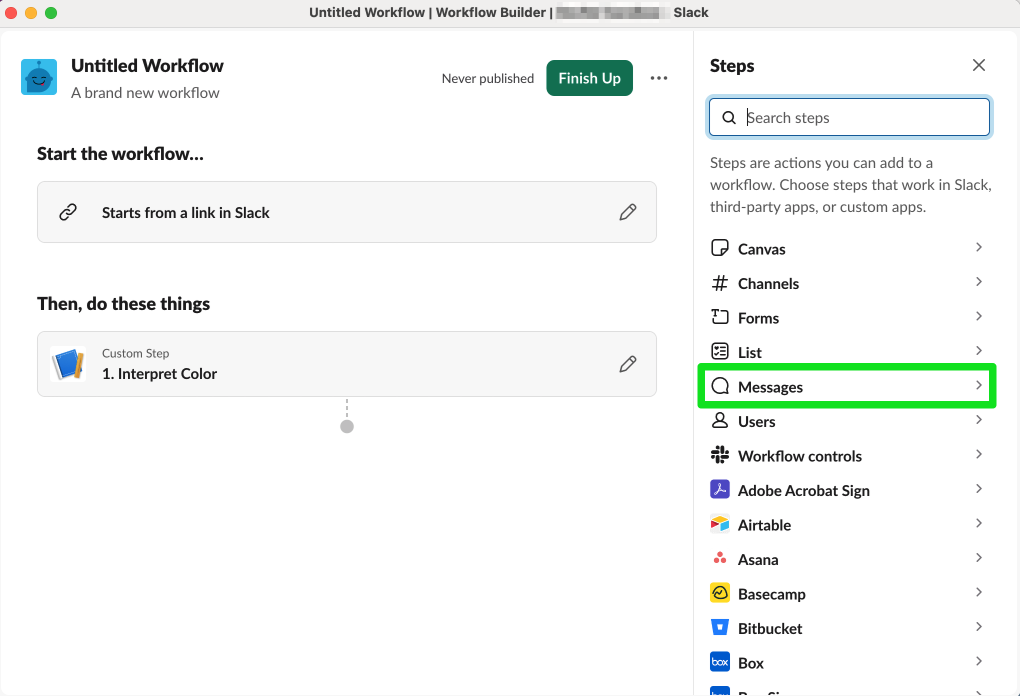 Untitled Workflow | Workflow Builder | Slack
Untitled Workflow
A brand new workflow
Never published
Finish Up
Start the workflow...
Starts from a link in Slack
Then, do these things
Custom Step
1. Interpret Color
Steps
Search steps
Steps are actions you can add to a
workflow. Choose steps that work in Slack,
third-party apps, or custom apps.
Canvas
Channels
Forms
List
Messages
Users
Workflow controls
Adobe Acrobat Sign
Airtable
Asana
Basecamp
Bitbucket
box
Box